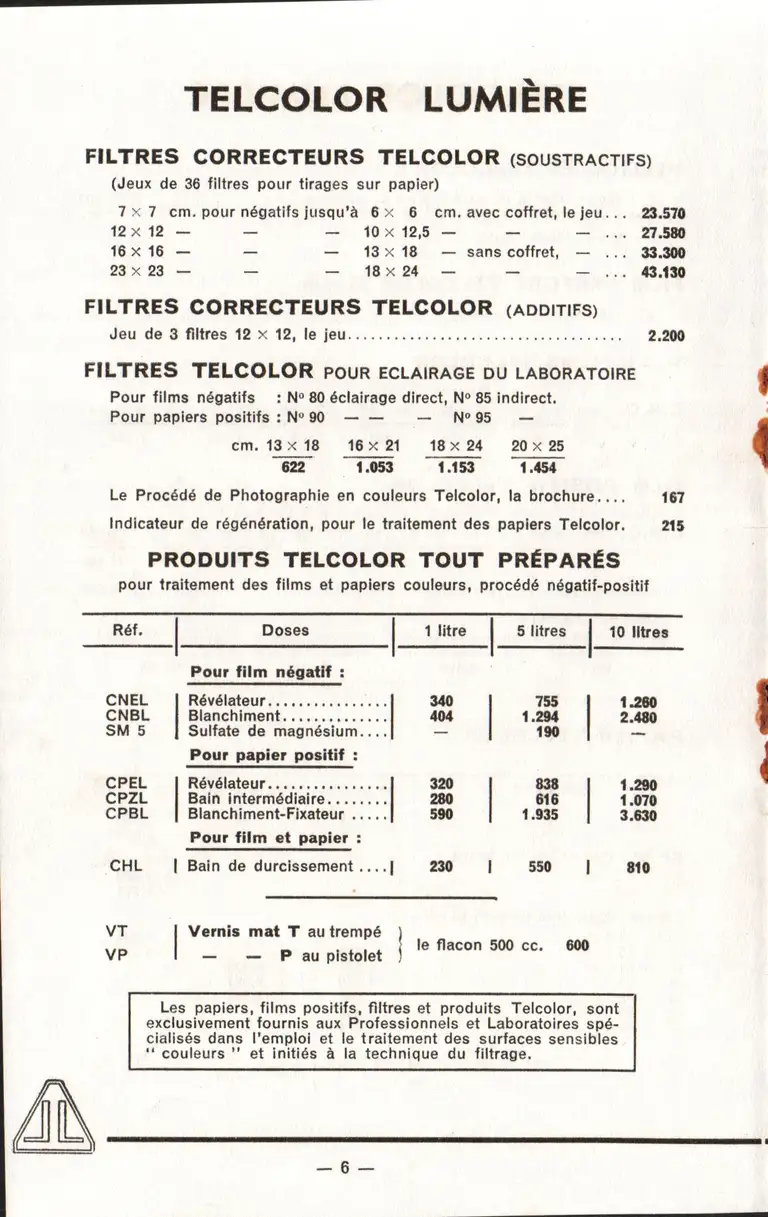 TELCOLOR LUMIÈRE
FILTRES CORRECTEURS TELCOLOR (SOUSTRACTIFS)
(Jeux de 36 filtres pour tirages sur papier)
7 × 7 cm. pour négatifs jusqu'à 6 × 6 cm. avec coffret, le jeu... 23.570
12 × 12 — — — 10 × 12,5 — — — ... 27.580
16 × 16 — — — 13 × 18 — sans coffret, — ... 33.300
23 × 23 — — — 18 × 24 — — — ... 43.130
FILTRES CORRECTEURS TELCOLOR (ADDITIFS)
Jeu de 3 filtres 12 × 12, le jeu.................................... 2.200
FILTRES TELCOLOR POUR ECLAIRAGE DU LABORATOIRE
Pour films négatifs : Nº 80 éclairage direct, Nº 85 indirect.
Pour papiers positifs : Nº 90 — — — Nº 95 —
cm. 13 × 18 16 × 21 18 × 24 20 × 25
622 1.053 1.153 1.454
Le Procédé de Photographie en couleurs Telcolor, la brochure.... 167
Indicateur de régénération, pour le traitement des papiers Telcolor. 215
PRODUITS TELCOLOR TOUT PRÉPARÉS
pour traitement des films et papiers couleurs, procédé négatif-positif
Réf. Doses 1 litre 5 litres 10 litres
Pour film négatif :
CNEL Révélateur................ 340 755 1.260
CNBL Blanchiment.............. 404 1.294 2.480
SM 5 Sulfate de magnésium.... — 190 —
Pour papier positif :
CPEL Révélateur................ 320 838 1.290
CPZL Bain intermédiaire........ 280 616 1.070
CPBL Blanchiment-Fixateur ..... 590 1.935 3.630
Pour film et papier :
CHL Bain de durcissement .... 230 550 810
VT Vernis mat T au trempé
VP — — P au pistolet } le flacon 500 cc. 600
Les papiers, films positifs, filtres et produits Telcolor, sont
exclusivement fournis aux Professionnels et Laboratoires spé-
cialisés dans l'emploi et le traitement des surfaces sensibles
" couleurs " et initiés à la technique du filtrage.
JL
— 6 —